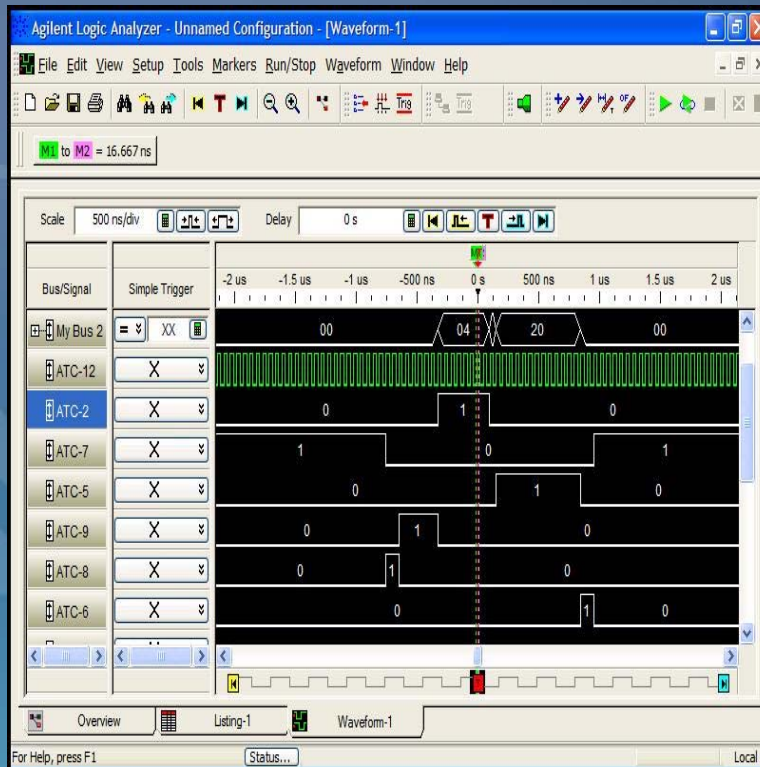 Agilent Logic Analyzer - Unnamed Configuration - [Waveform-1]
File Edit View Setup Tools Markers Run/Stop Waveform Window Help
M1 to M2 = 16.667 ns
Scale 500 ns/div Delay 0 s
Bus/Signal Simple Trigger -2 us -1.5 us -1 us -500 ns 0 s 500 ns 1 us 1.5 us 2 us
My Bus 2 = XX 00 04 20 00
ATC-12 X
ATC-2 X 0 1 0
ATC-7 X 1 0 1
ATC-5 X 0 1 0
ATC-9 X 0 1 0
ATC-8 X 0 1 0
ATC-6 X 0 1 0
Overview Listing-1 Waveform-1
For Help, press F1 Status... Local